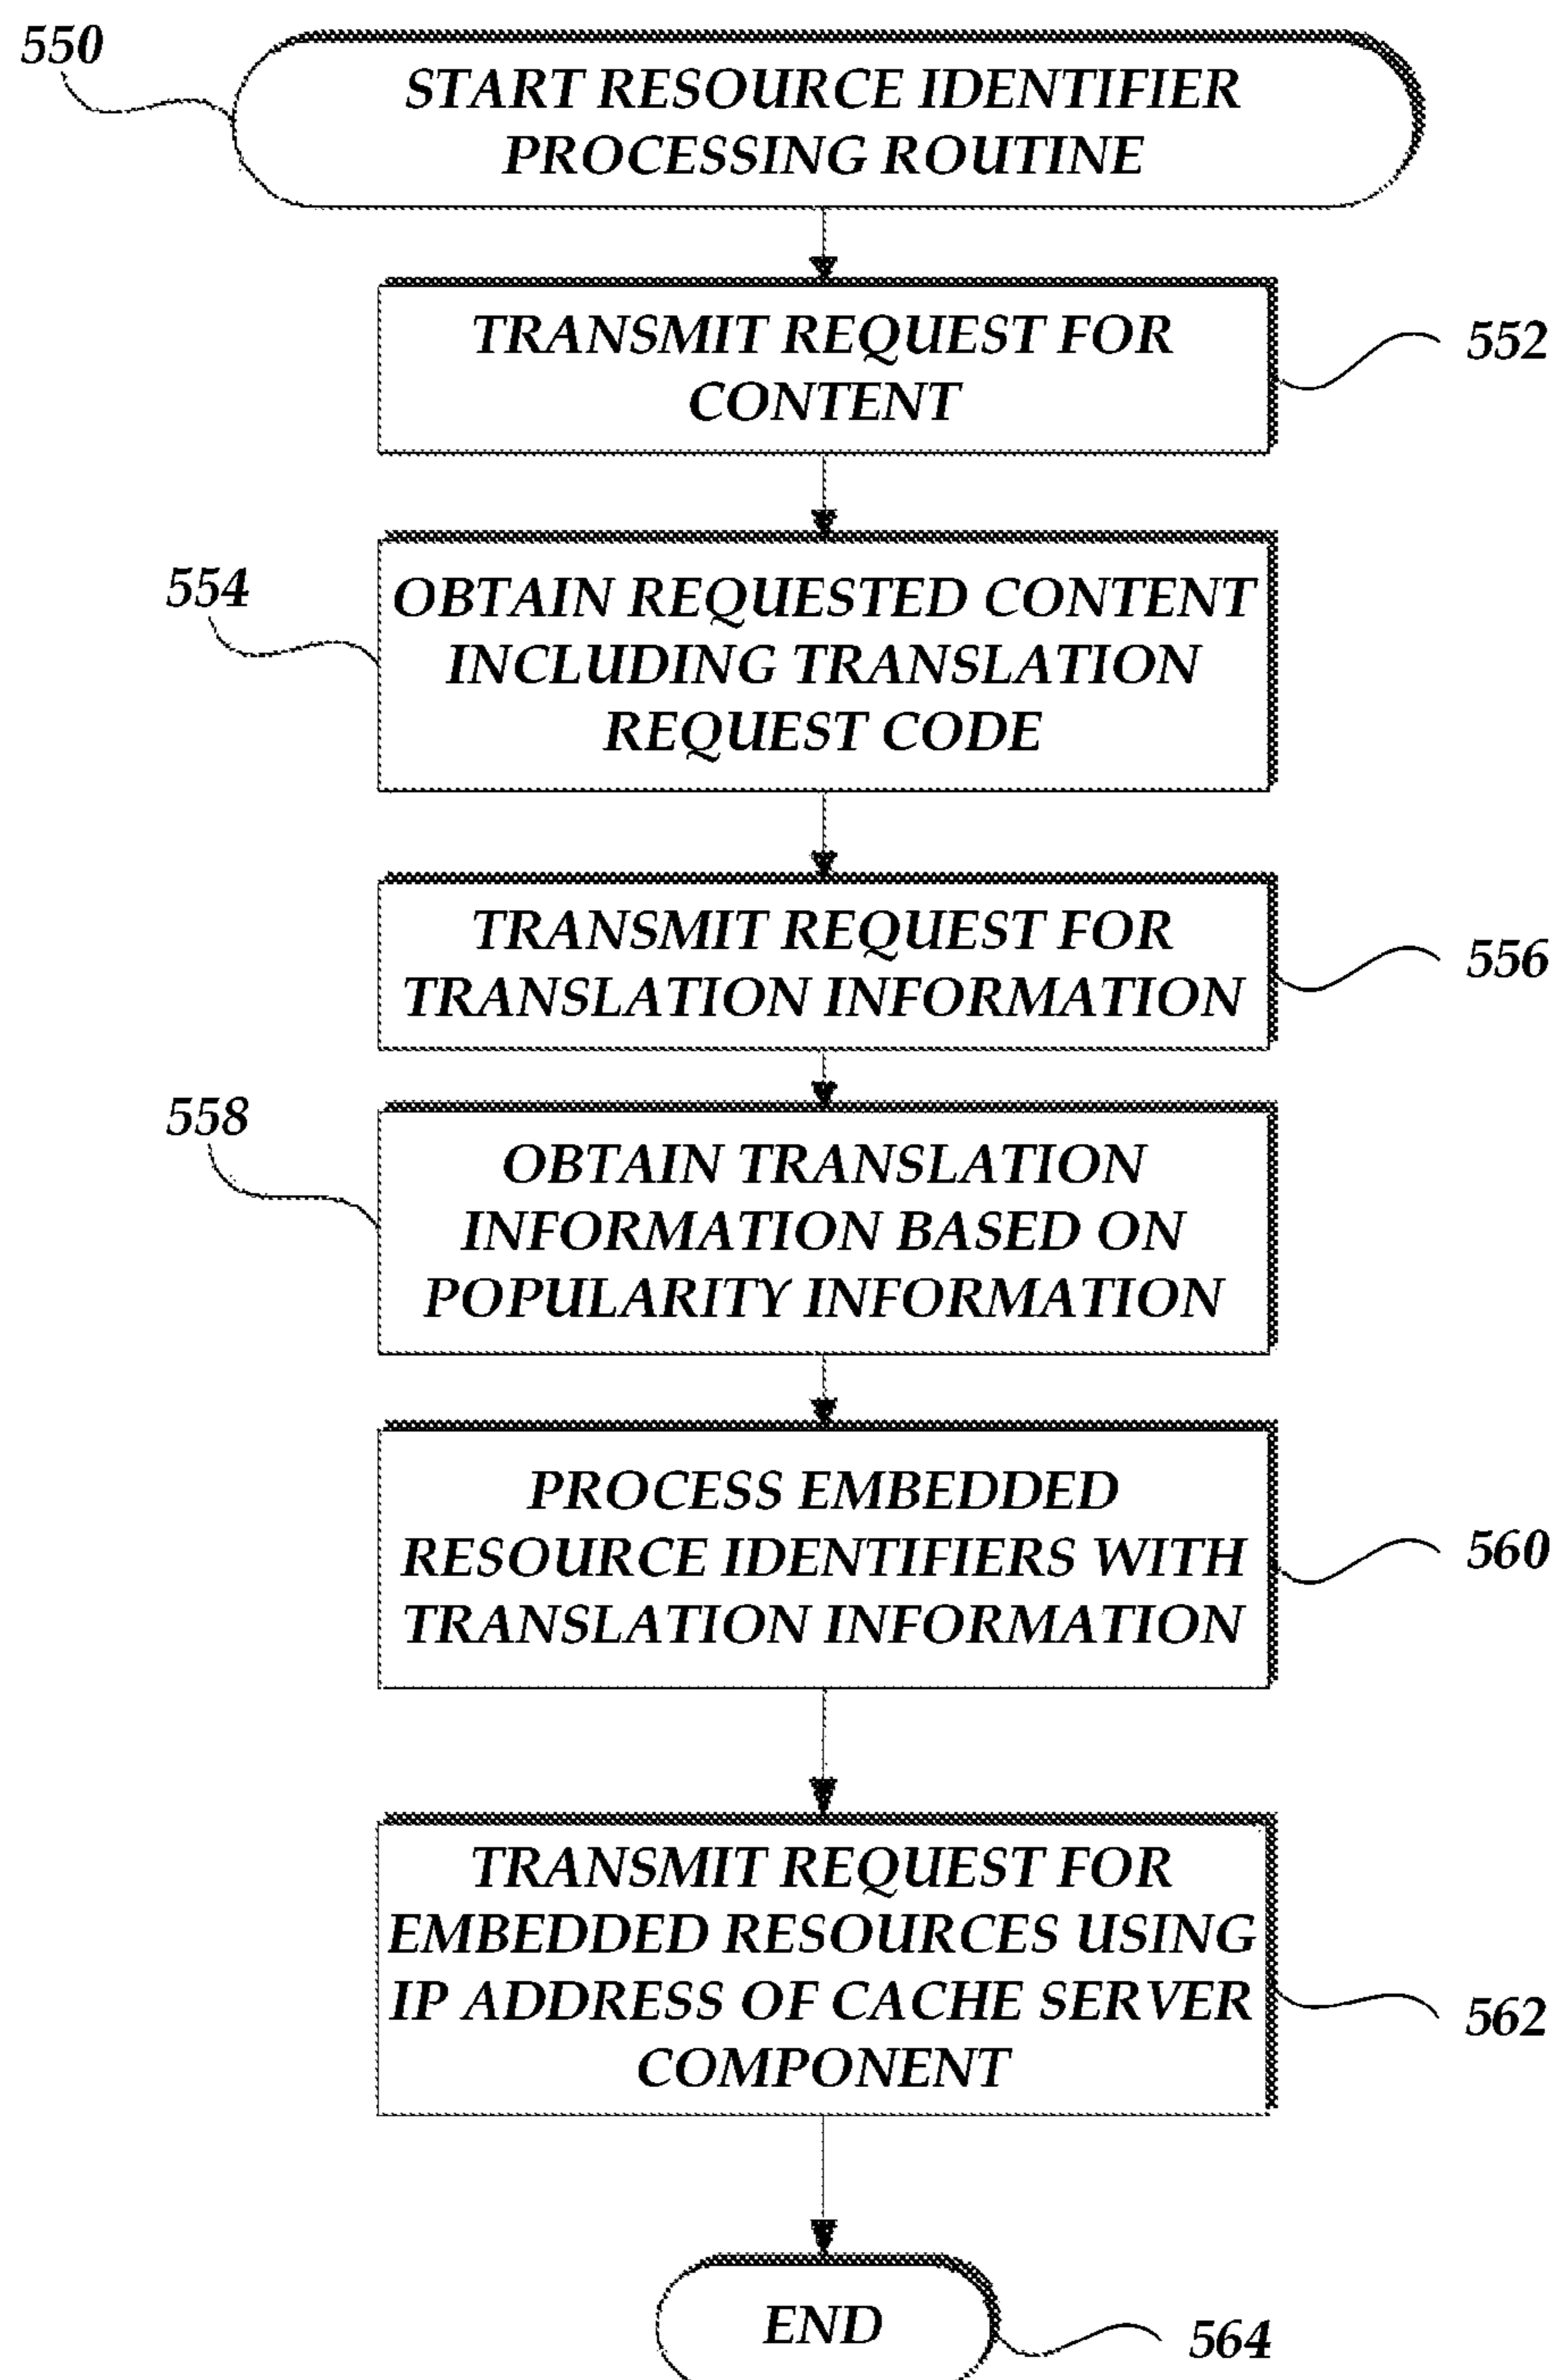 550
START RESOURCE IDENTIFIER
PROCESSING ROUTINE
TRANSMIT REQUEST FOR
CONTENT
552
554
OBTAIN REQUESTED CONTENT
INCLUDING TRANSLATION
REQUEST CODE
TRANSMIT REQUEST FOR
TRANSLATION INFORMATION
556
558
OBTAIN TRANSLATION
INFORMATION BASED ON
POPULARITY INFORMATION
PROCESS EMBEDDED
RESOURCE IDENTIFIERS WITH
TRANSLATION INFORMATION
560
TRANSMIT REQUEST FOR
EMBEDDED RESOURCES USING
IP ADDRESS OF CACHE SERVER
COMPONENT
562
END
564